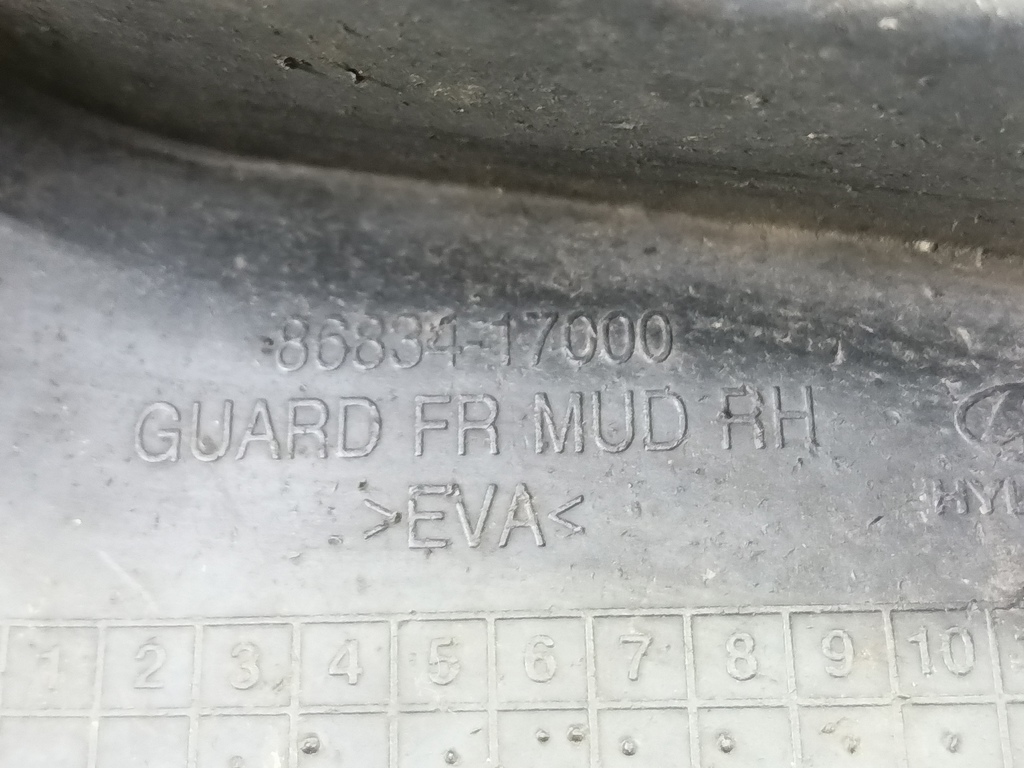 86834-17000
GUARD FR MUD RH
>EVA<
1 2 3 4 5 6 7 8 9 10